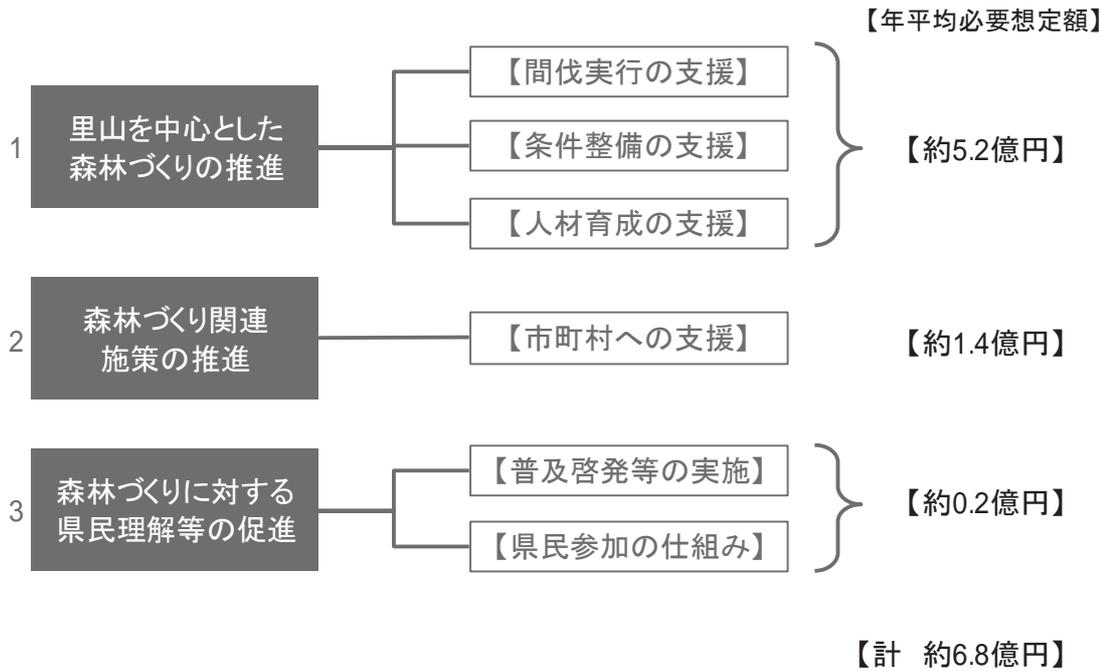 【年平均必要想定額】
1
里山を中心とした
森林づくりの推進
【間伐実行の支援】
【条件整備の支援】
【人材育成の支援】
【約5.2億円】
2
森林づくり関連
施策の推進
【市町村への支援】
【約1.4億円】
3
森林づくりに対する
県民理解等の促進
【普及啓発等の実施】
【県民参加の仕組み】
【約0.2億円】
【計　約6.8億円】